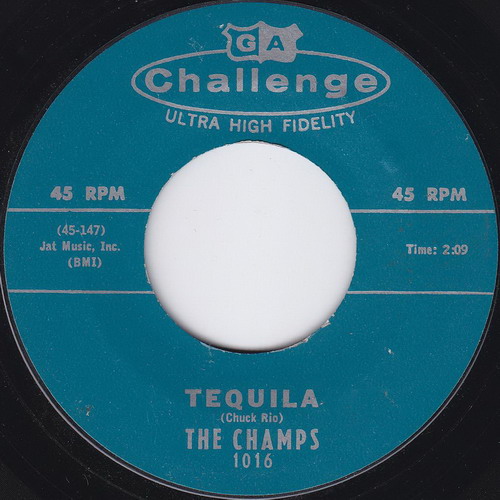 GA
Challenge
ULTRA HIGH FIDELITY
45 RPM
45 RPM
(45-147)
Jat Music, Inc.
(BMI)
Time: 2:09
TEQUILA
(Chuck Rio)
THE CHAMPS
1016